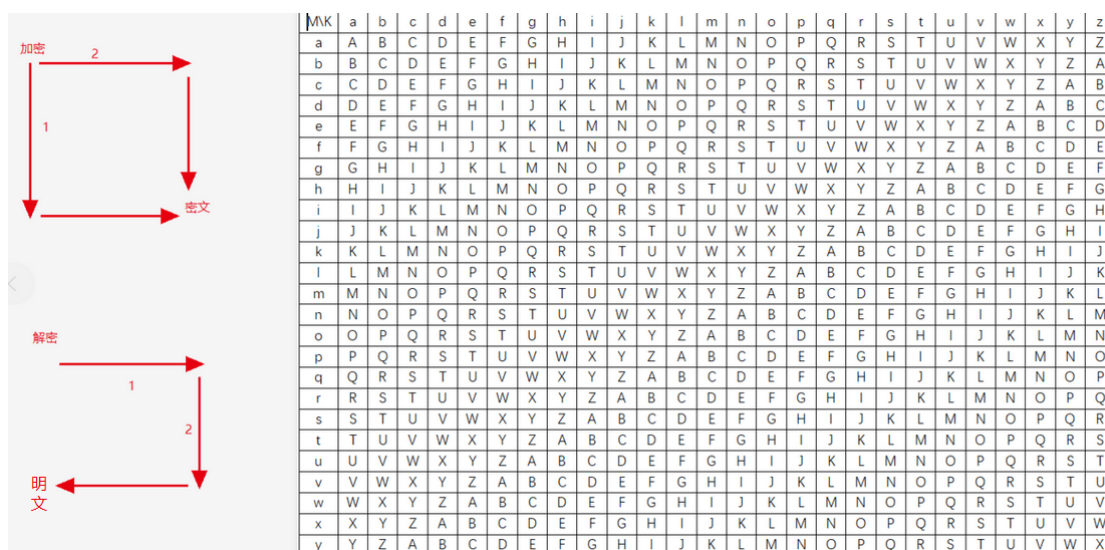 加密
2
1
密文
解密
1
2
明
文
M\K a b c d e f g h i j k l m n o p q r s t u v w x y z
a A B C D E F G H I J K L M N O P Q R S T U V W X Y Z
b B C D E F G H I J K L M N O P Q R S T U V W X Y Z A
c C D E F G H I J K L M N O P Q R S T U V W X Y Z A B
d D E F G H I J K L M N O P Q R S T U V W X Y Z A B C
e E F G H I J K L M N O P Q R S T U V W X Y Z A B C D
f F G H I J K L M N O P Q R S T U V W X Y Z A B C D E
g G H I J K L M N O P Q R S T U V W X Y Z A B C D E F
h H I J K L M N O P Q R S T U V W X Y Z A B C D E F G
i I J K L M N O P Q R S T U V W X Y Z A B C D E F G H
j J K L M N O P Q R S T U V W X Y Z A B C D E F G H I
k K L M N O P Q R S T U V W X Y Z A B C D E F G H I J
l L M N O P Q R S T U V W X Y Z A B C D E F G H I J K
m M N O P Q R S T U V W X Y Z A B C D E F G H I J K L
n N O P Q R S T U V W X Y Z A B C D E F G H I J K L M
o O P Q R S T U V W X Y Z A B C D E F G H I J K L M N
p P Q R S T U V W X Y Z A B C D E F G H I J K L M N O
q Q R S T U V W X Y Z A B C D E F G H I J K L M N O P
r R S T U V W X Y Z A B C D E F G H I J K L M N O P Q
s S T U V W X Y Z A B C D E F G H I J K L M N O P Q R
t T U V W X Y Z A B C D E F G H I J K L M N O P Q R S
u U V W X Y Z A B C D E F G H I J K L M N O P Q R S T
v V W X Y Z A B C D E F G H I J K L M N O P Q R S T U
w W X Y Z A B C D E F G H I J K L M N O P Q R S T U V
x X Y Z A B C D E F G H I J K L M N O P Q R S T U V W
y Y Z A B C D E F G H I J K L M N O P Q R S T U V W X